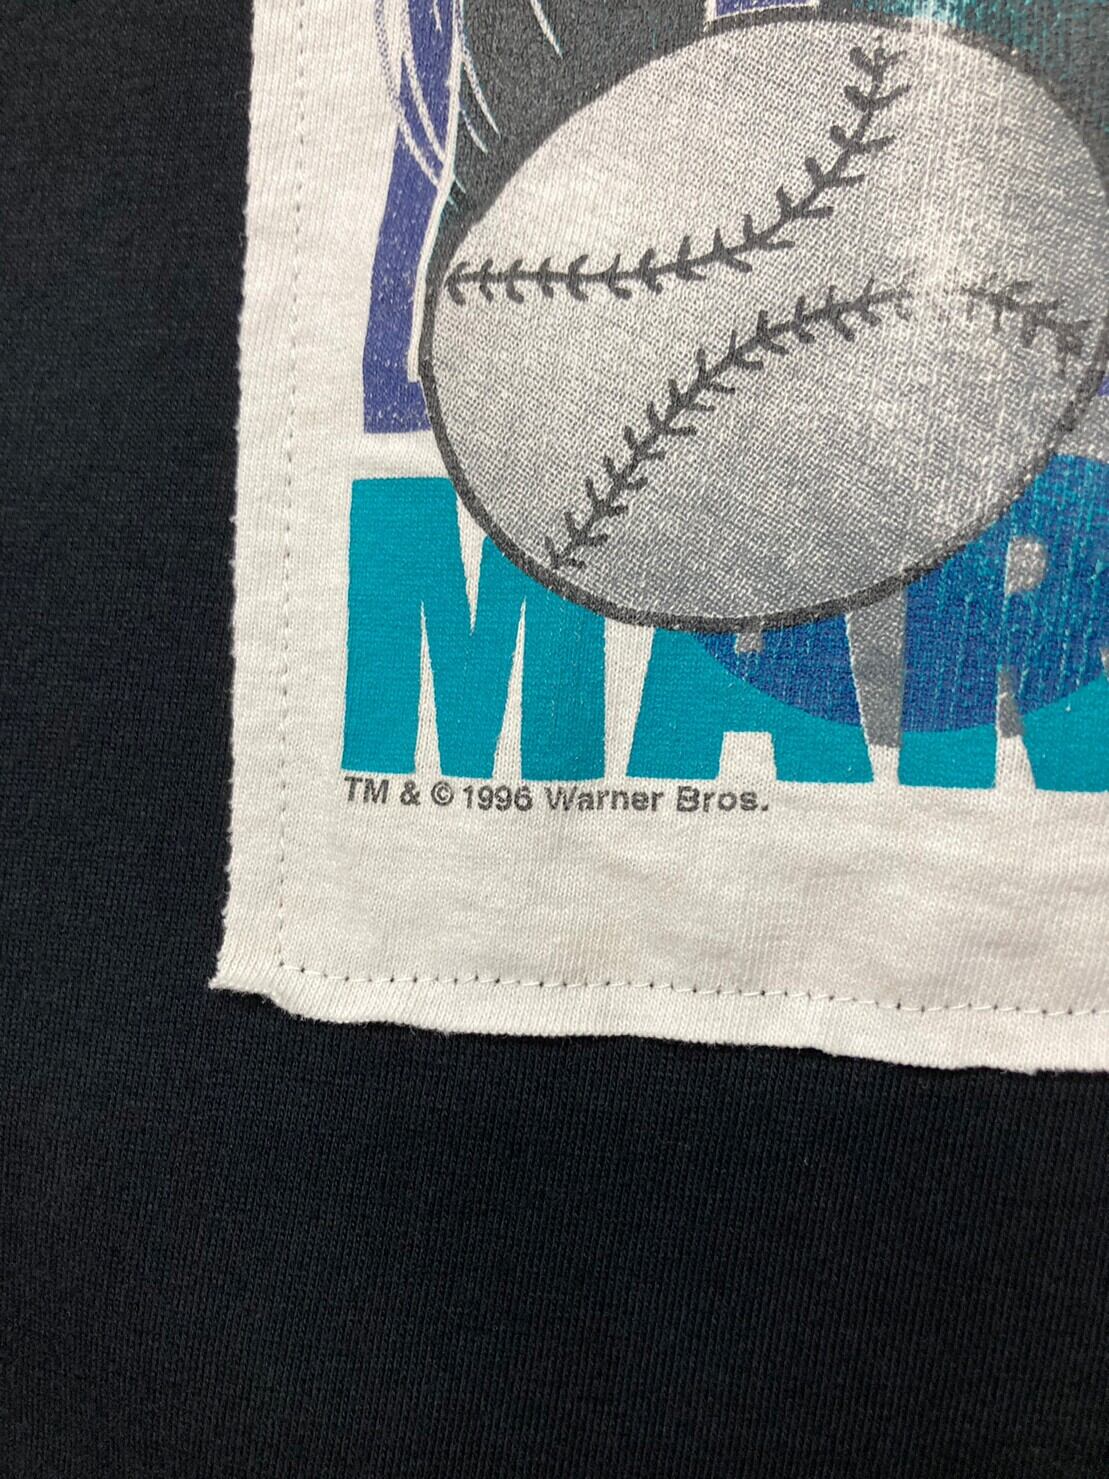 MAR
TM & © 1996 Warner Bros.